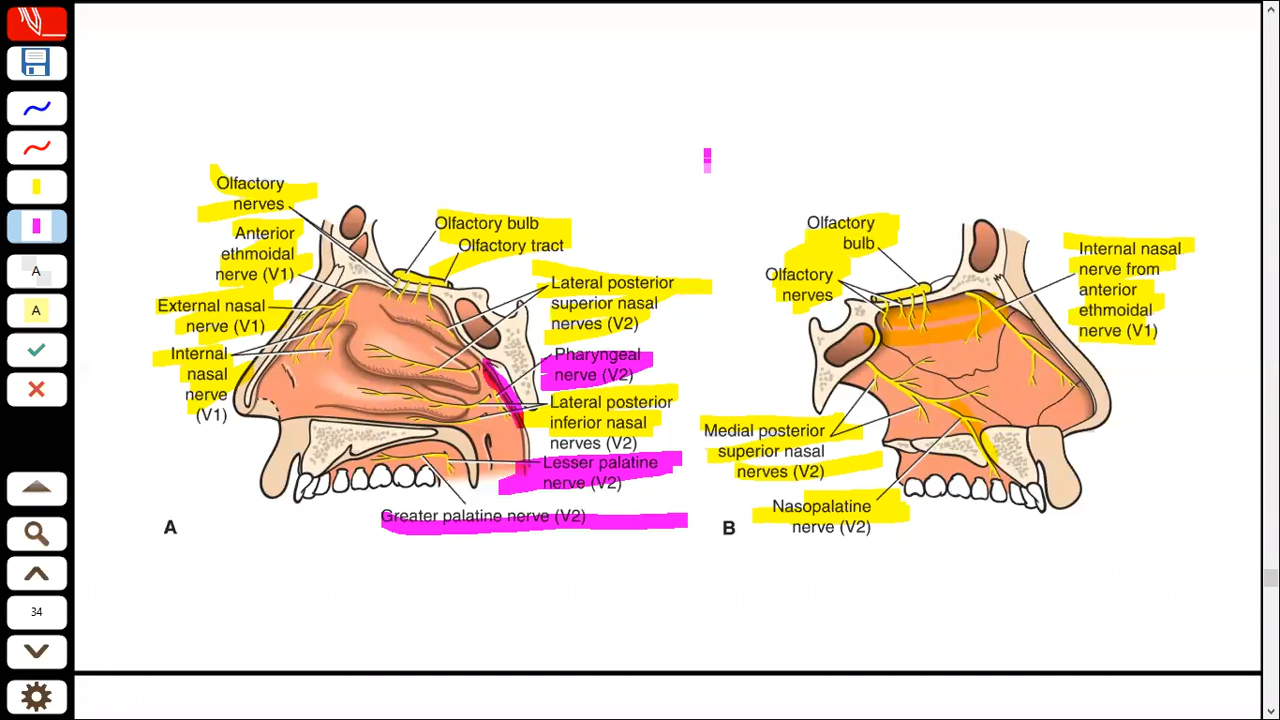 Olfactory
nerves
Anterior
ethmoidal
nerve (V1)
External nasal
nerve (V1)
Internal
nasal
nerve
(V1)
Olfactory bulb
Olfactory tract
Lateral posterior
superior nasal
nerves (V2)
Pharyngeal
nerve (V2)
Lateral posterior
inferior nasal
nerves (V2)
Lesser palatine
nerve (V2)
Greater palatine nerve (V2)
A
Olfactory
bulb
Olfactory
nerves
Internal nasal
nerve from
anterior
ethmoidal
nerve (V1)
Medial posterior
superior nasal
nerves (V2)
Nasopalatine
nerve (V2)
B
A
A
34